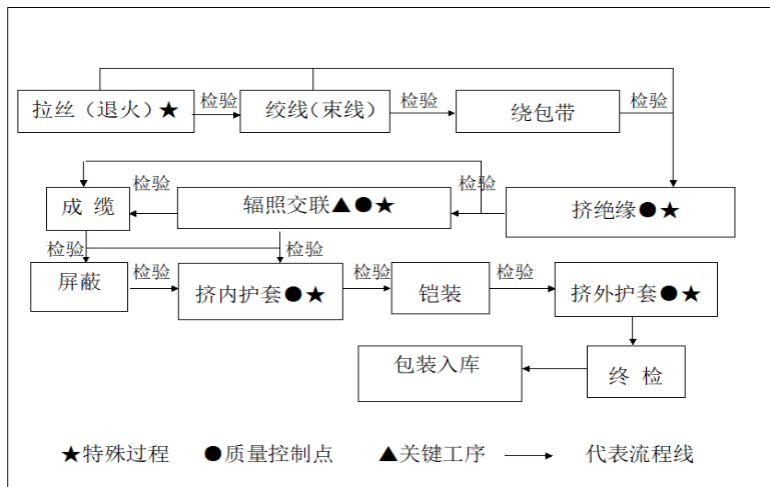 拉丝（退火）★
检验
绞线（束线）
检验
绕包带
检验
成 缆
检验
辐照交联▲●★
检验
挤绝缘●★
检验
检验
屏蔽
检验
挤内护套●★
检验
铠装
检验
挤外护套●★
包装入库
终 检
★特殊过程 ●质量控制点 ▲关键工序 代表流程线